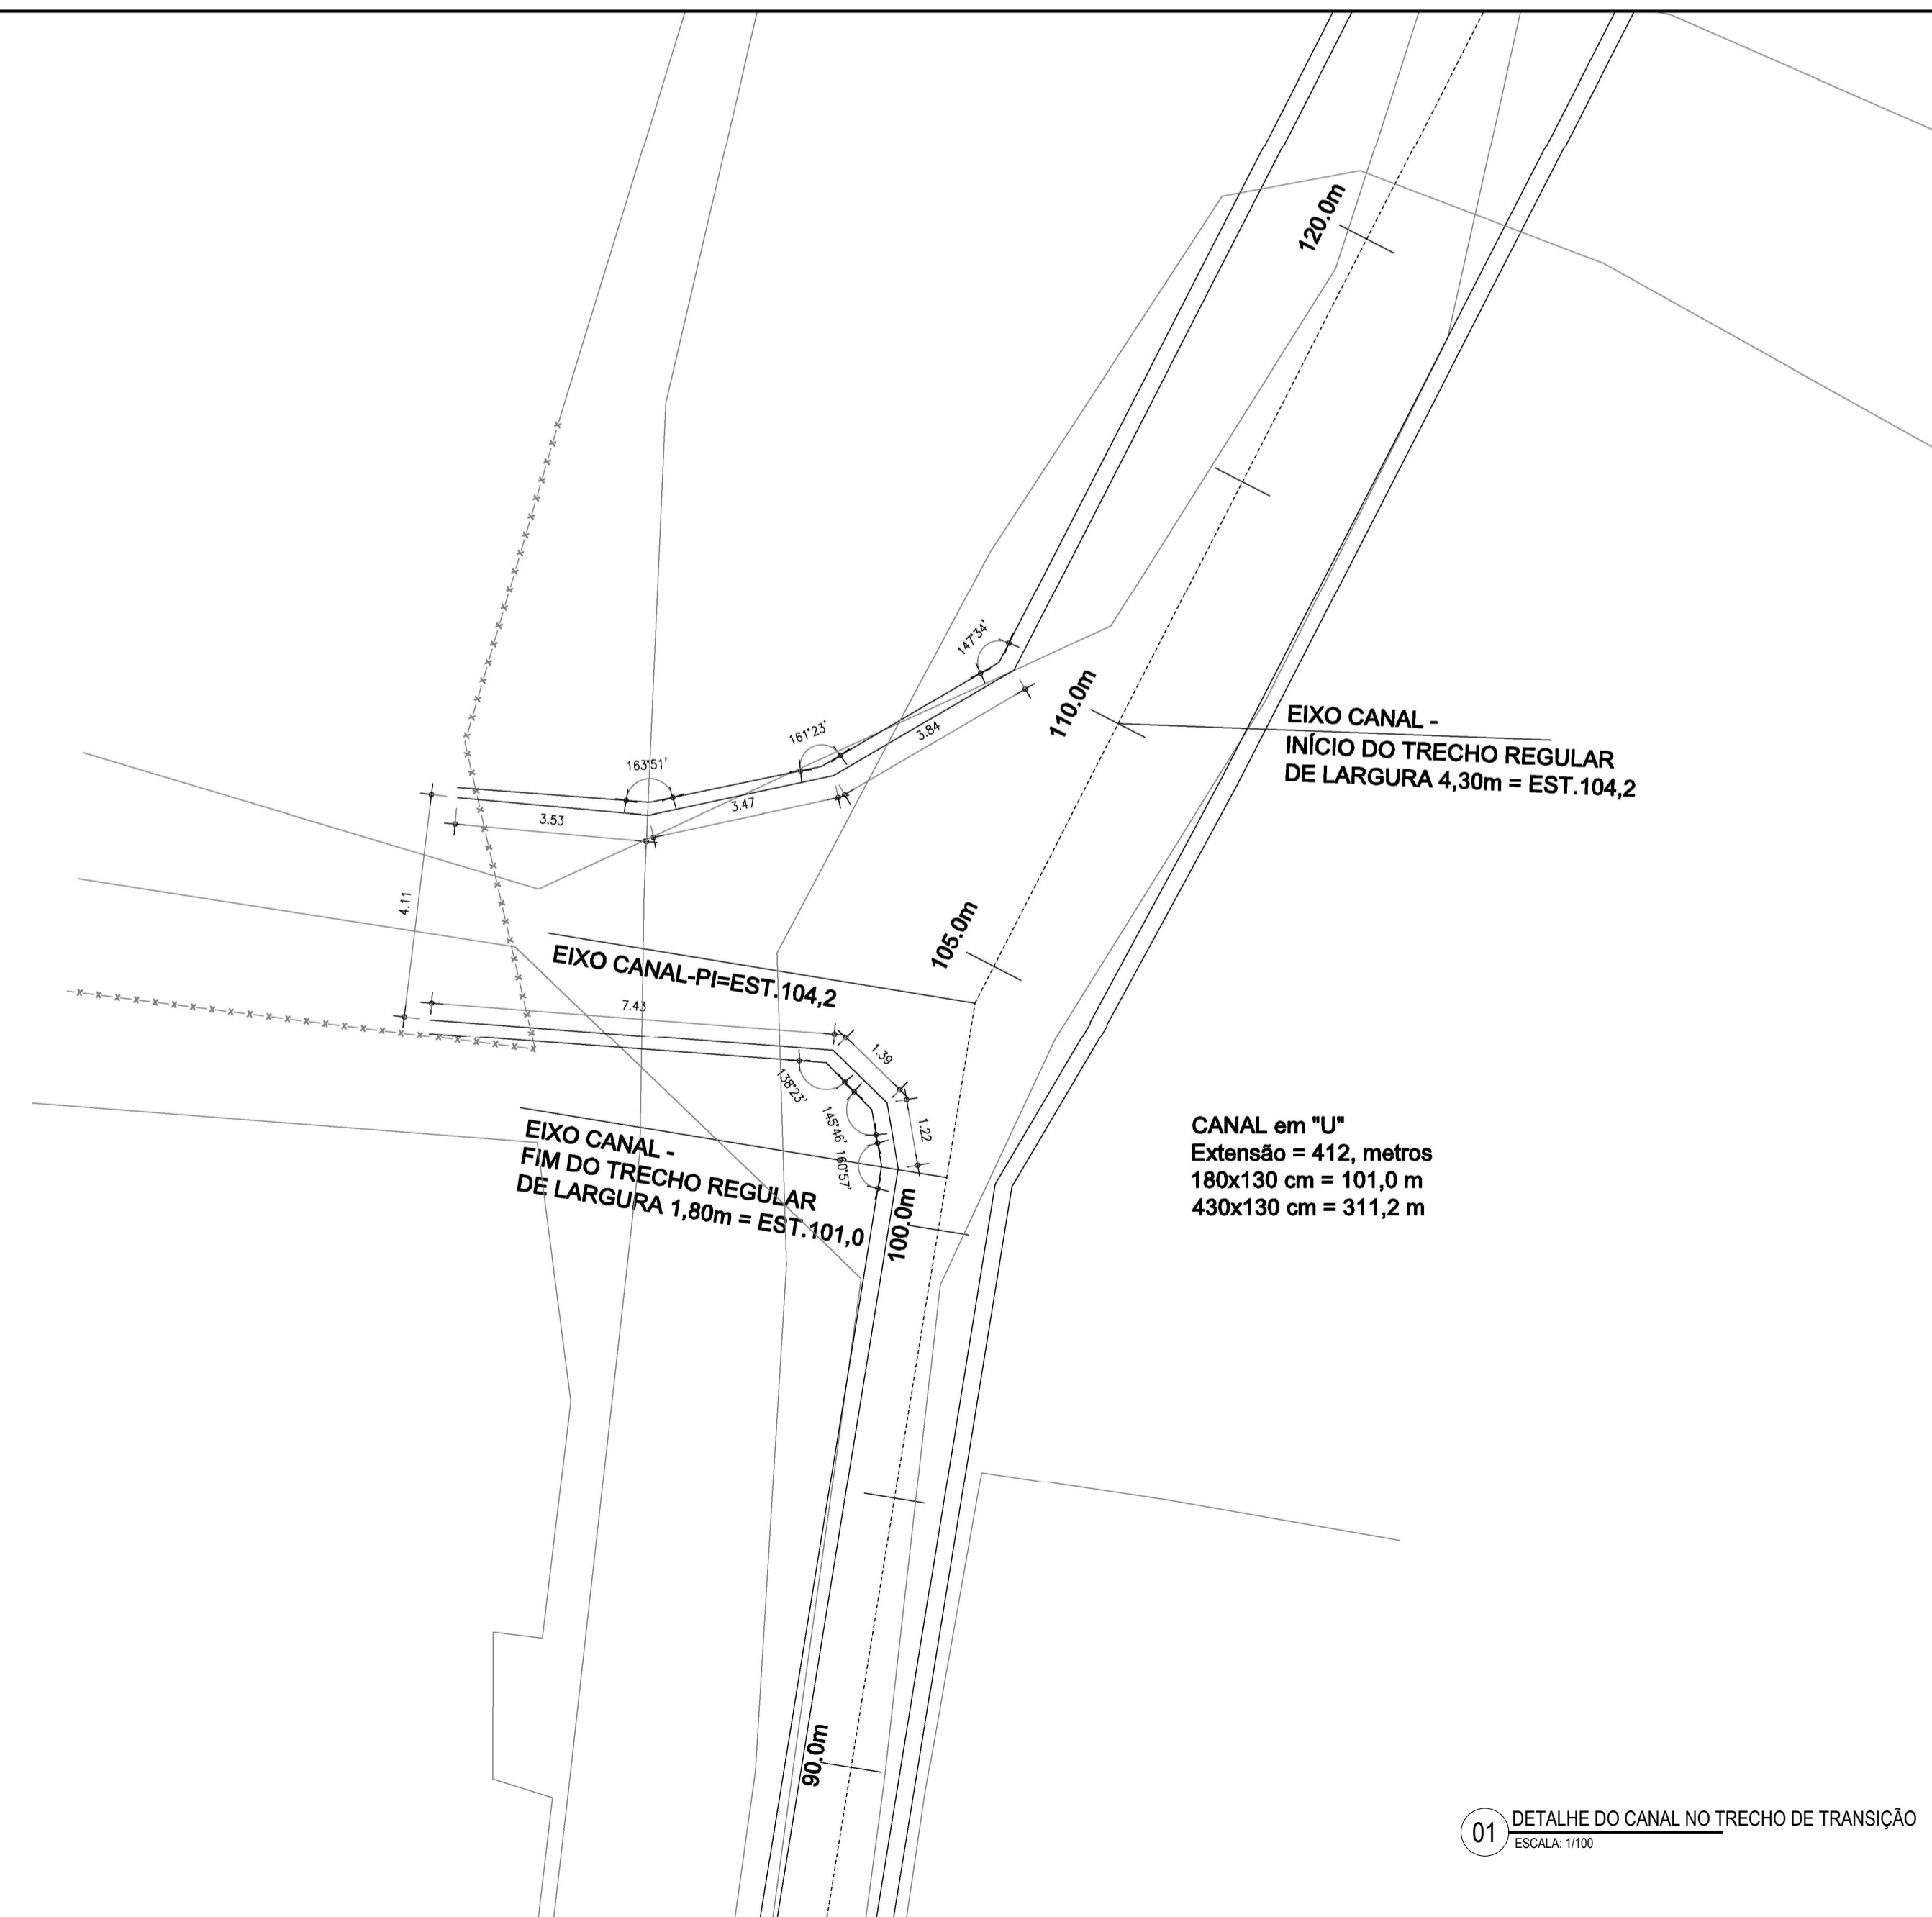 120.0m
147°34'
110.0m
EIXO CANAL -
INÍCIO DO TRECHO REGULAR
DE LARGURA 4,30m = EST.104,2
161°23'
3.84
163°51'
3.47
3.53
4.11
105.0m
EIXO CANAL-PI=EST.104,2
7.43
1.39
138°23'
145°46'
1.22
160°57'
EIXO CANAL -
FIM DO TRECHO REGULAR
DE LARGURA 1,80m = EST.101,0
100.0m
CANAL em "U"
Extensão = 412, metros
180x130 cm = 101,0 m
430x130 cm = 311,2 m
90.0m
01
DETALHE DO CANAL NO TRECHO DE TRANSIÇÃO
ESCALA: 1/100